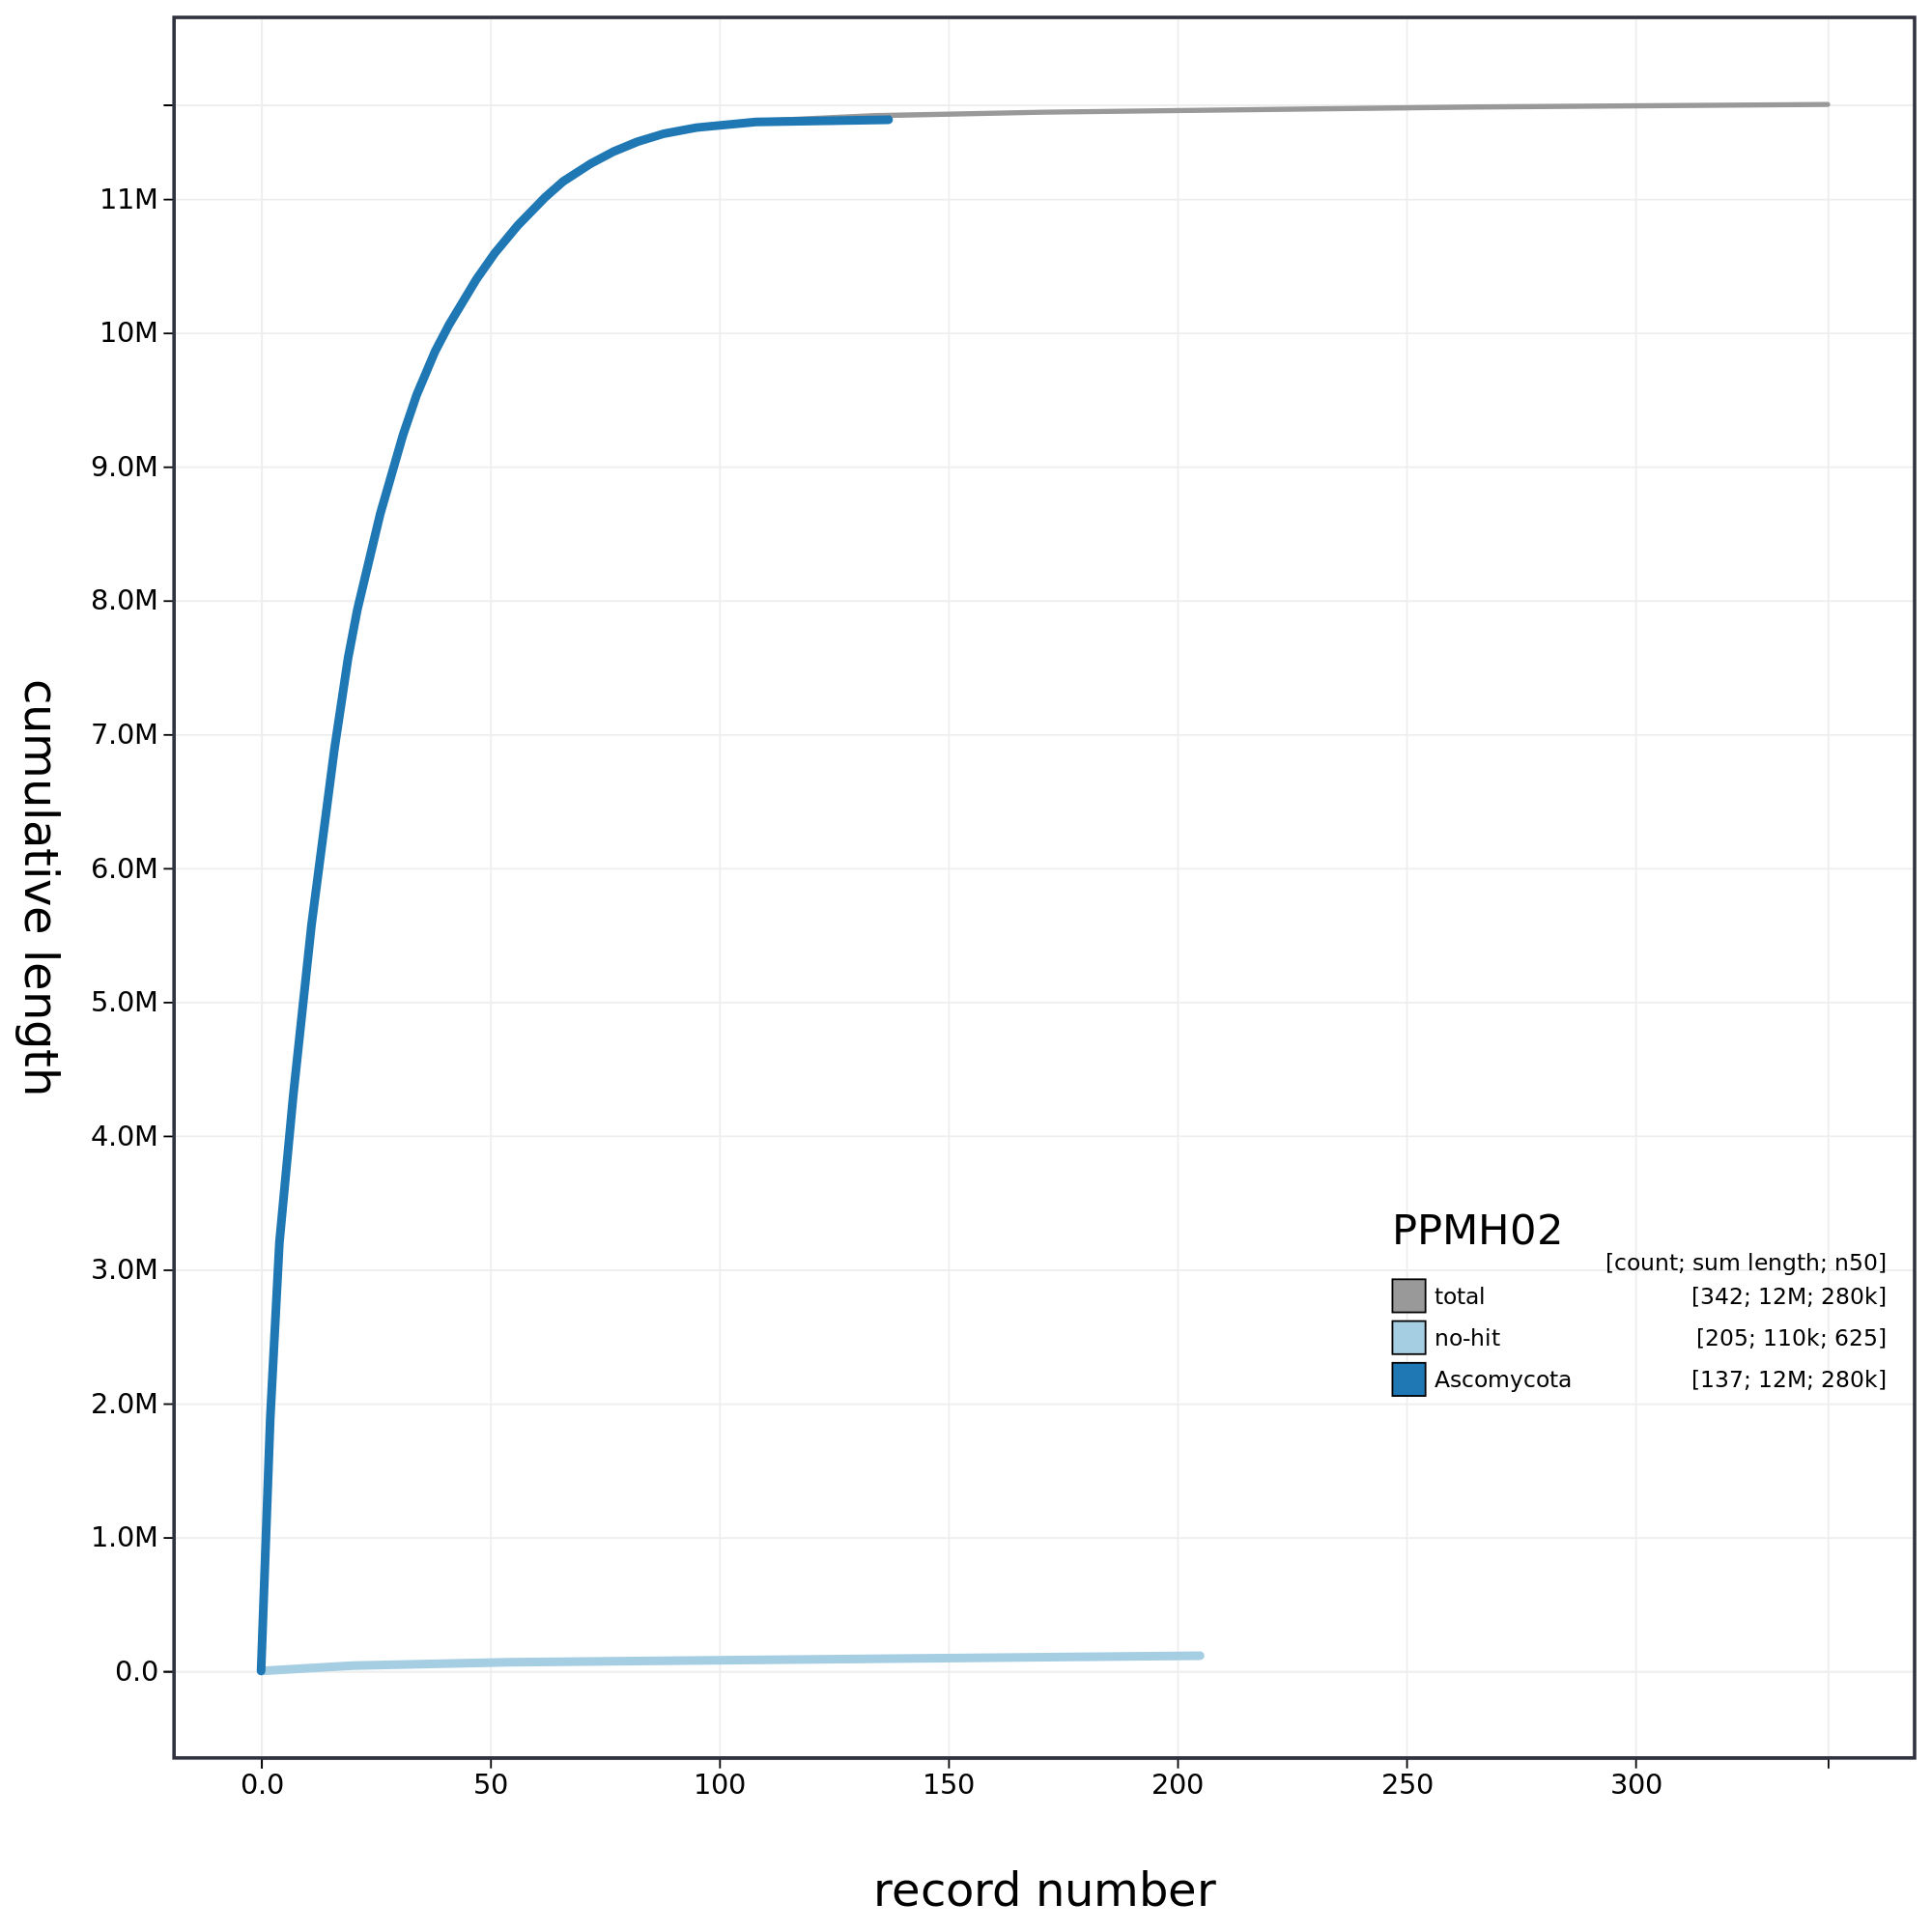 11M
10M
9.0M
8.0M
7.0M
6.0M
5.0M
4.0M
3.0M
2.0M
1.0M
0.0
cumulative length
PPMH02
[count; sum length; n50]
total [342; 12M; 280k]
no-hit [205; 110k; 625]
Ascomycota [137; 12M; 280k]
0.0 50 100 150 200 250 300
record number